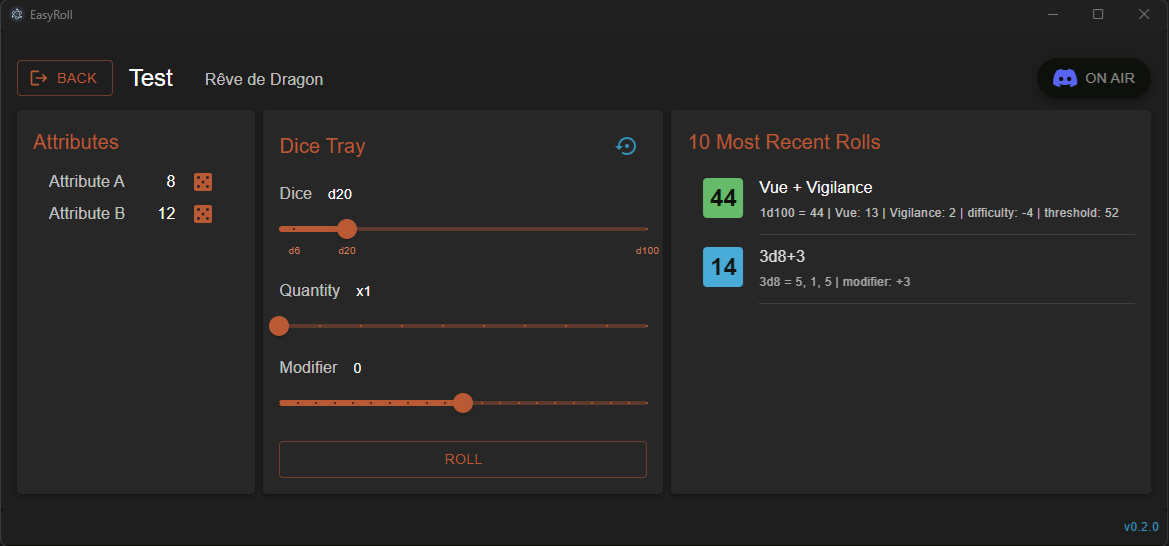 EasyRoll
BACK
Test
Rêve de Dragon
ON AIR
Attributes
Attribute A 8
Attribute B 12
Dice Tray
Dice d20
d6 d20 d100
Quantity x1
Modifier 0
ROLL
10 Most Recent Rolls
44
Vue + Vigilance
1d100 = 44 | Vue: 13 | Vigilance: 2 | difficulty: -4 | threshold: 52
14
3d8+3
3d8 = 5, 1, 5 | modifier: +3
v0.2.0